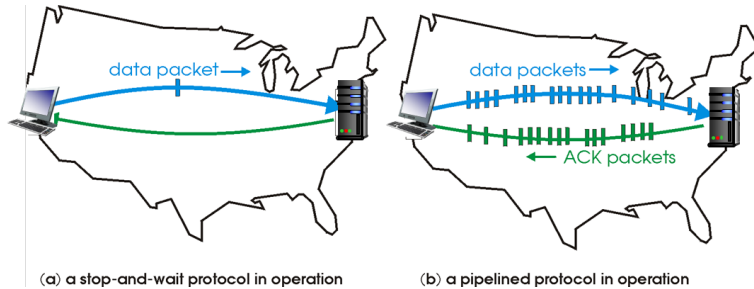 data packet
data packets
ACK packets
(a) a stop-and-wait protocol in operation
(b) a pipelined protocol in operation